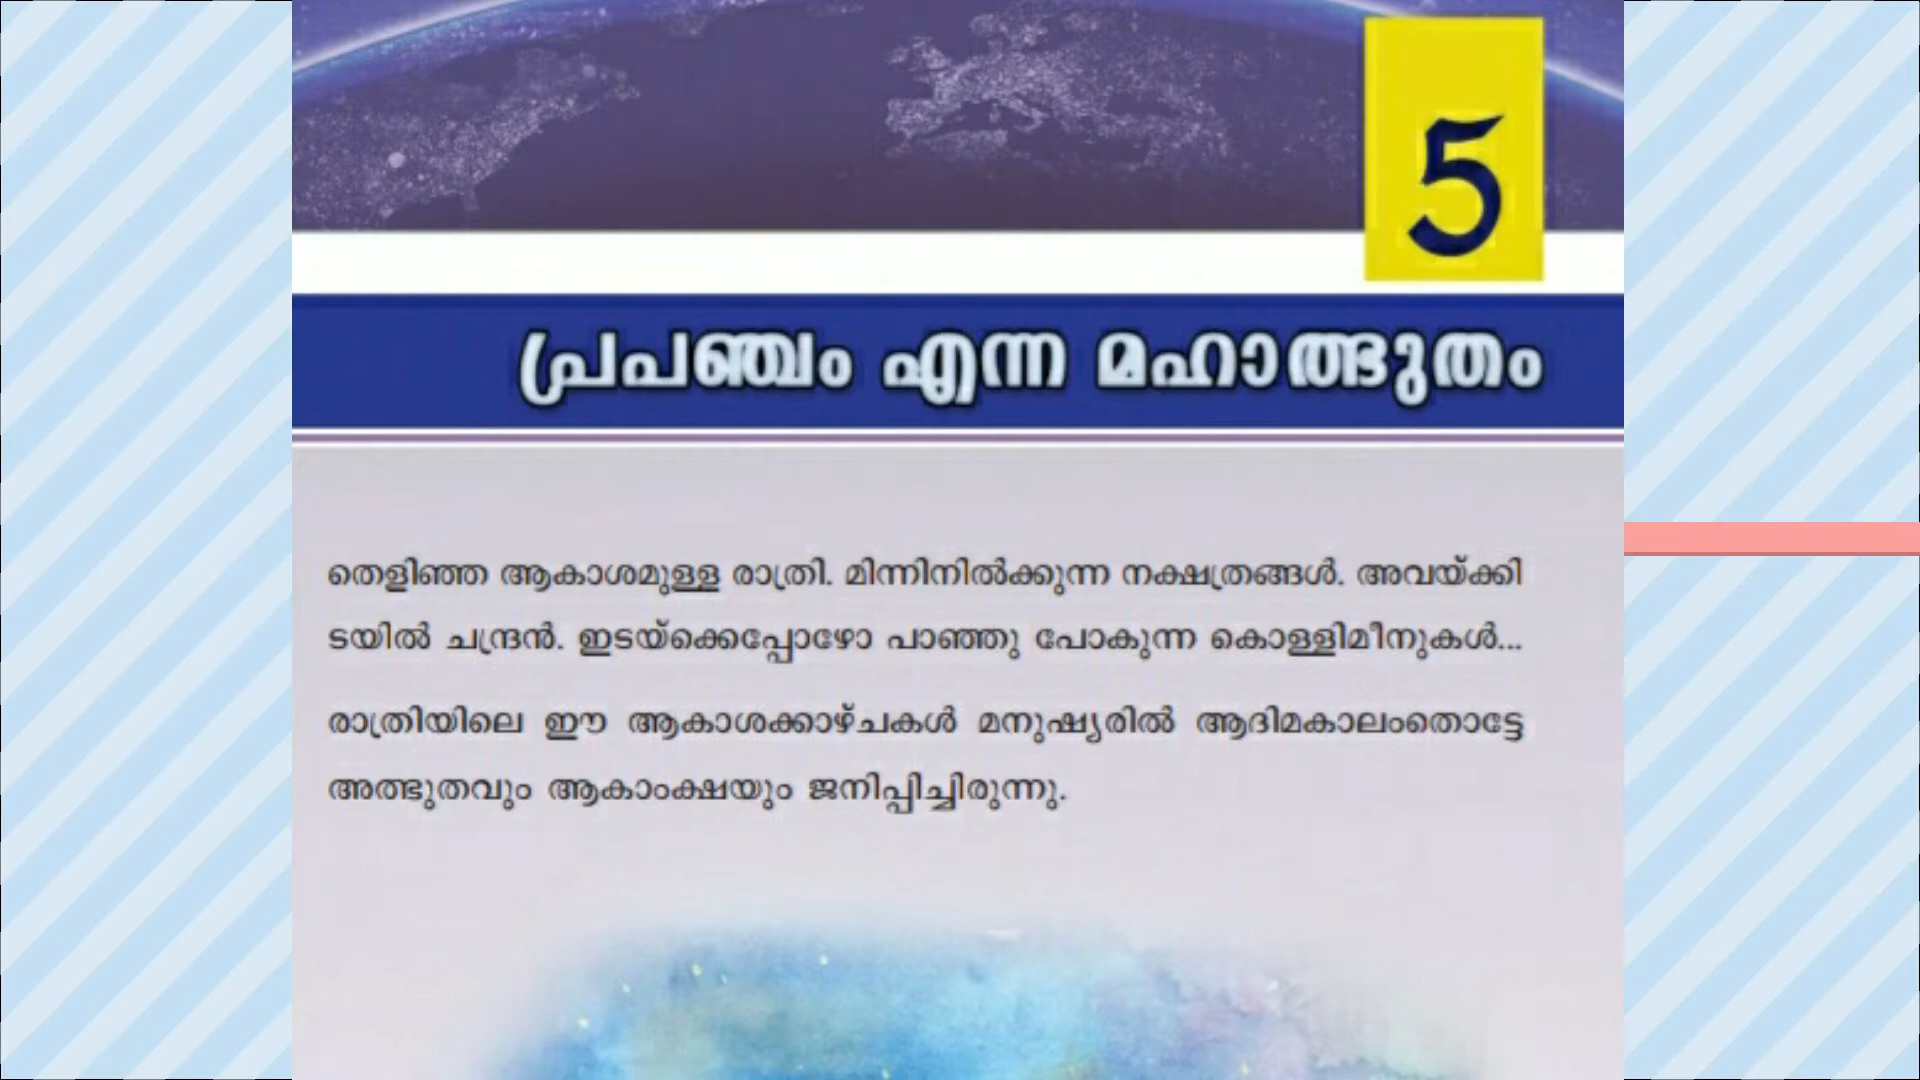 5
പ്രപഞ്ചം എന്ന മഹാത്ഭുതം
തെളിഞ്ഞ ആകാശമുള്ള രാത്രി. മിന്നിനിൽക്കുന്ന നക്ഷത്രങ്ങൾ. അവയ്ക്കി
ടയിൽ ചന്ദ്രൻ. ഇടയ്ക്കെപ്പോഴോ പാഞ്ഞു പോകുന്ന കൊള്ളിമീനുകൾ...
രാത്രിയിലെ ഈ ആകാശക്കാഴ്ചകൾ മനുഷ്യരിൽ ആദിമകാലംതൊട്ടേ
അത്ഭുതവും ആകാംക്ഷയും ജനിപ്പിച്ചിരുന്നു.